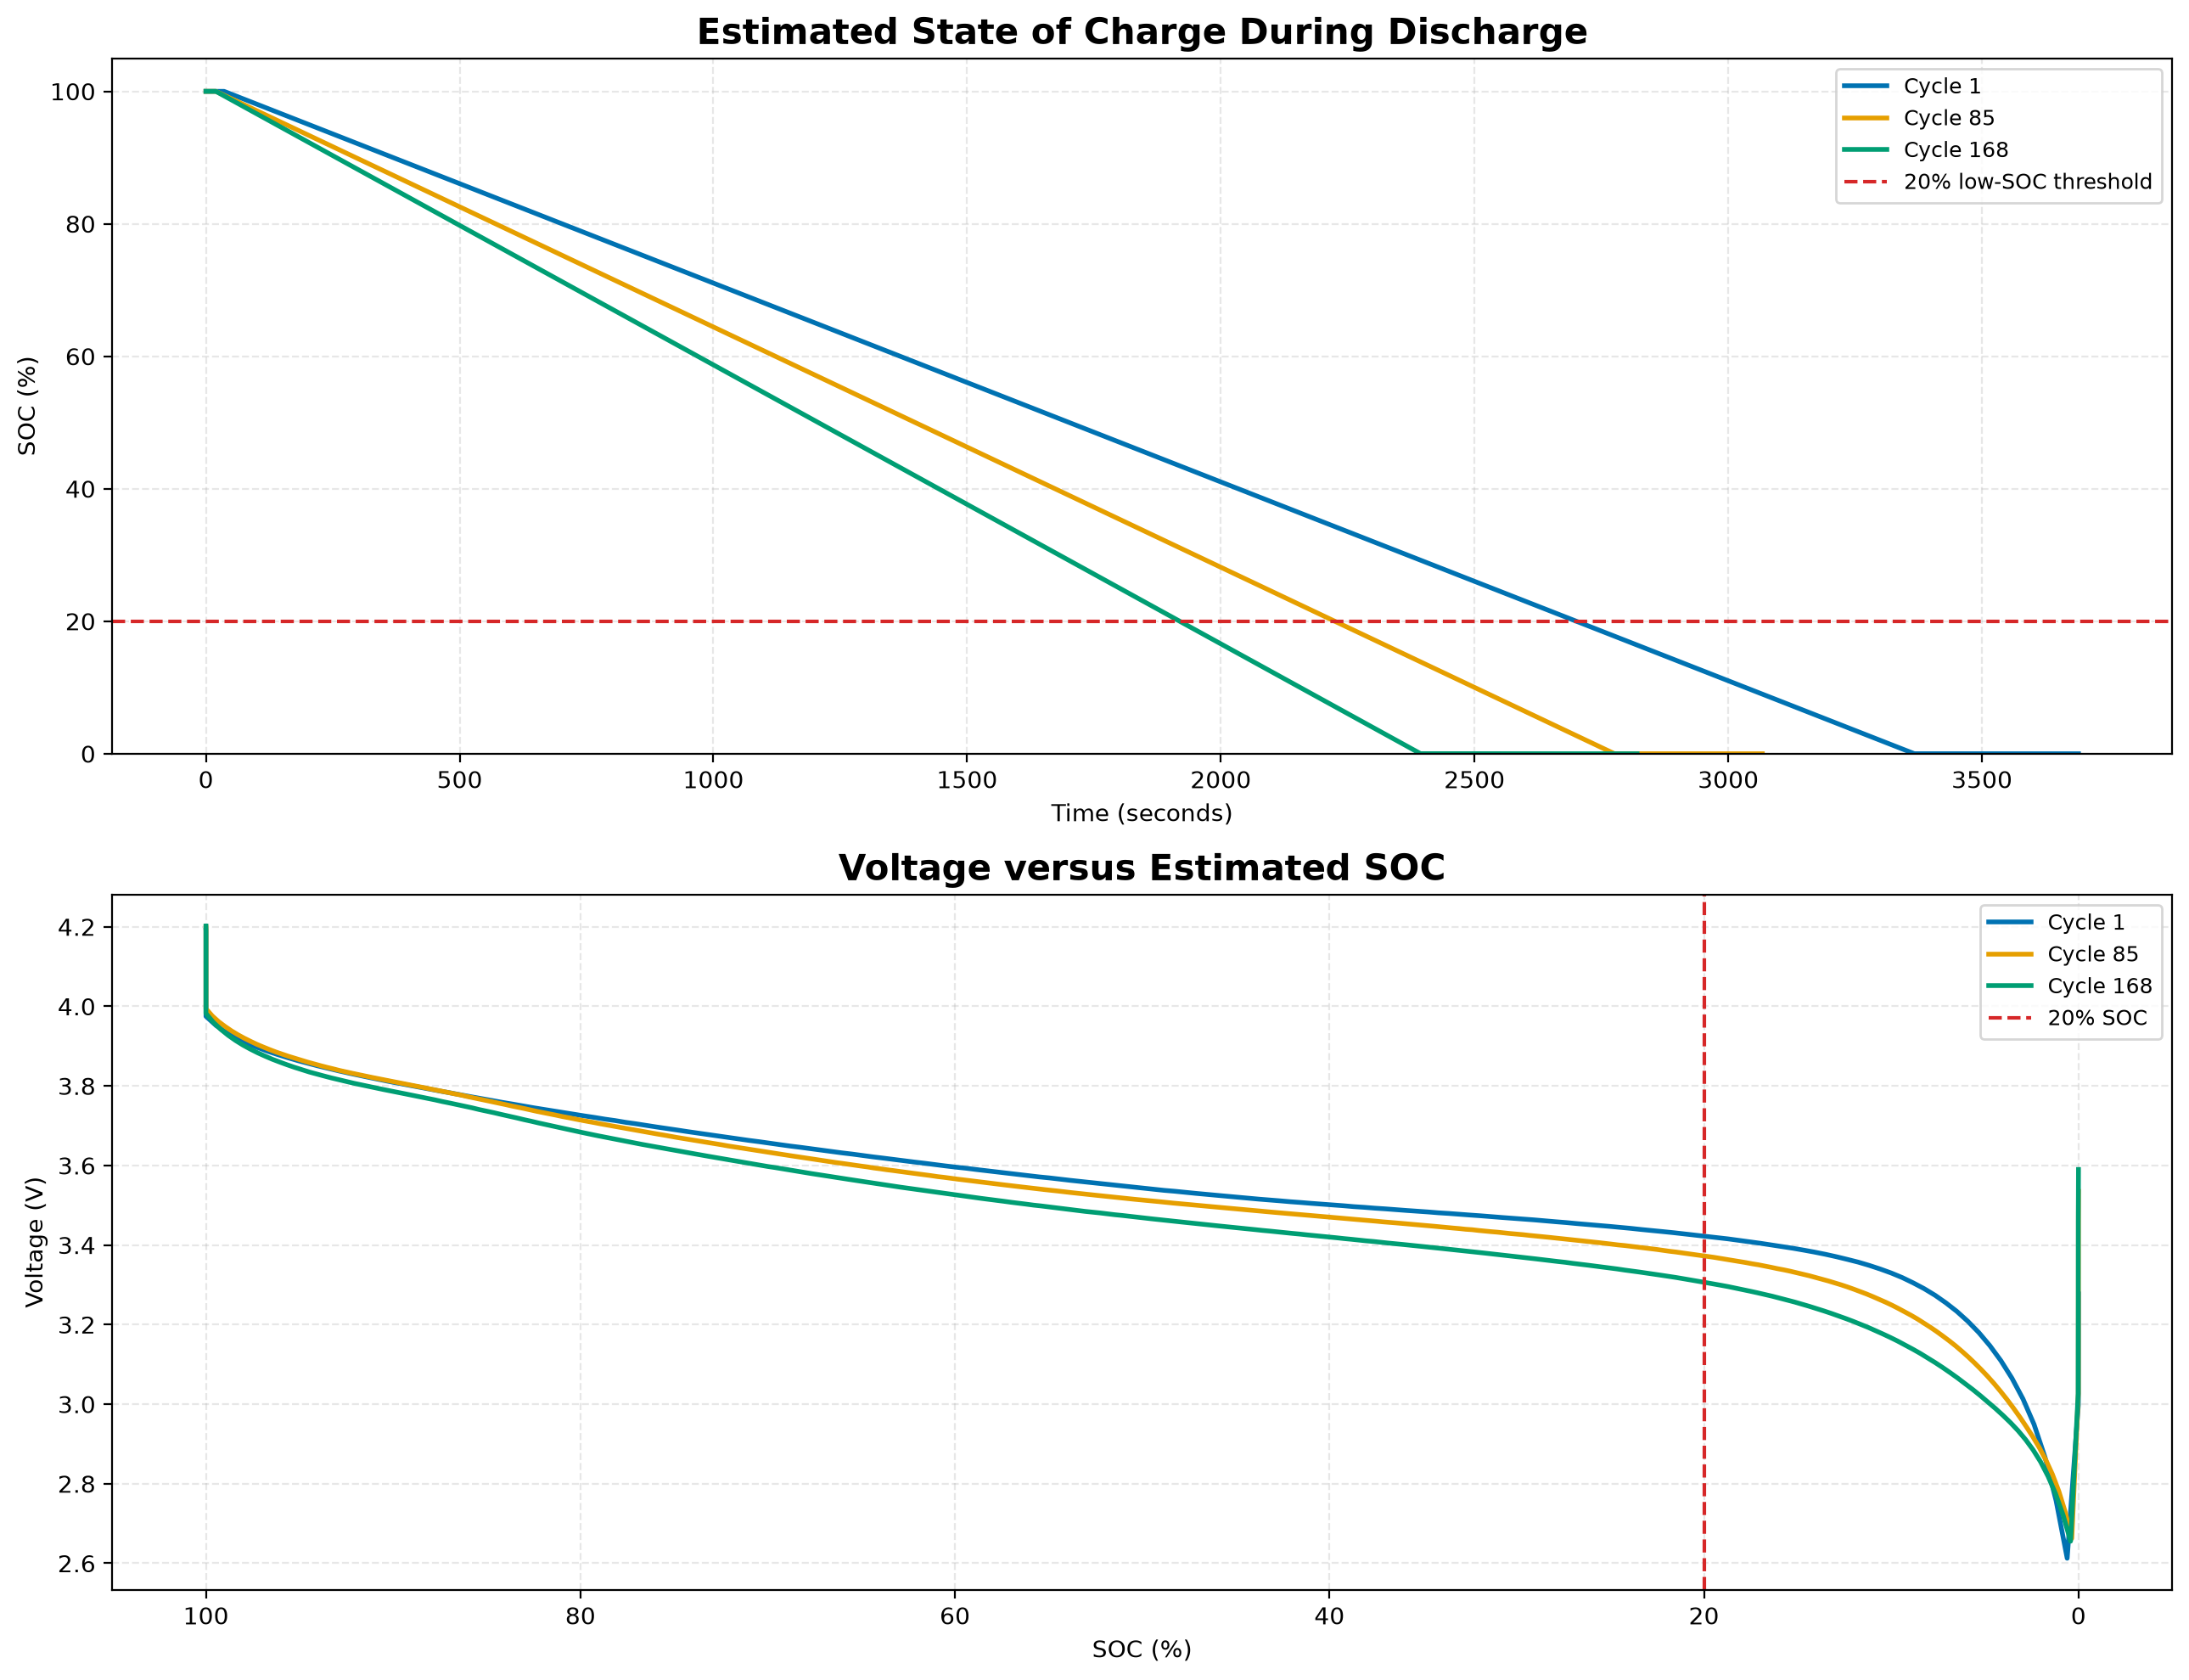 Estimated State of Charge During Discharge
SOC (%)
100
80
60
40
20
0
Cycle 1
Cycle 85
Cycle 168
20% low-SOC threshold
0 500 1000 1500 2000 2500 3000 3500
Time (seconds)
Voltage versus Estimated SOC
Voltage (V)
4.2
4.0
3.8
3.6
3.4
3.2
3.0
2.8
2.6
Cycle 1
Cycle 85
Cycle 168
20% SOC
100 80 60 40 20 0
SOC (%)